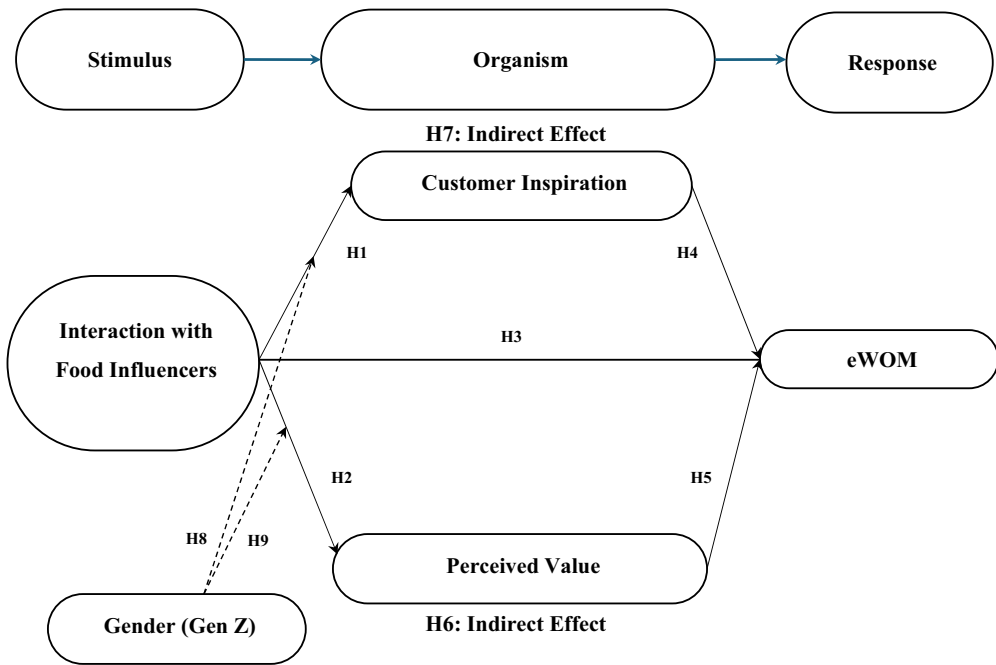 Stimulus
Organism
Response
H7: Indirect Effect
Customer Inspiration
H1
H4
Interaction with
Food Influencers
H3
eWOM
H2
H5
H8
H9
Perceived Value
Gender (Gen Z)
H6: Indirect Effect